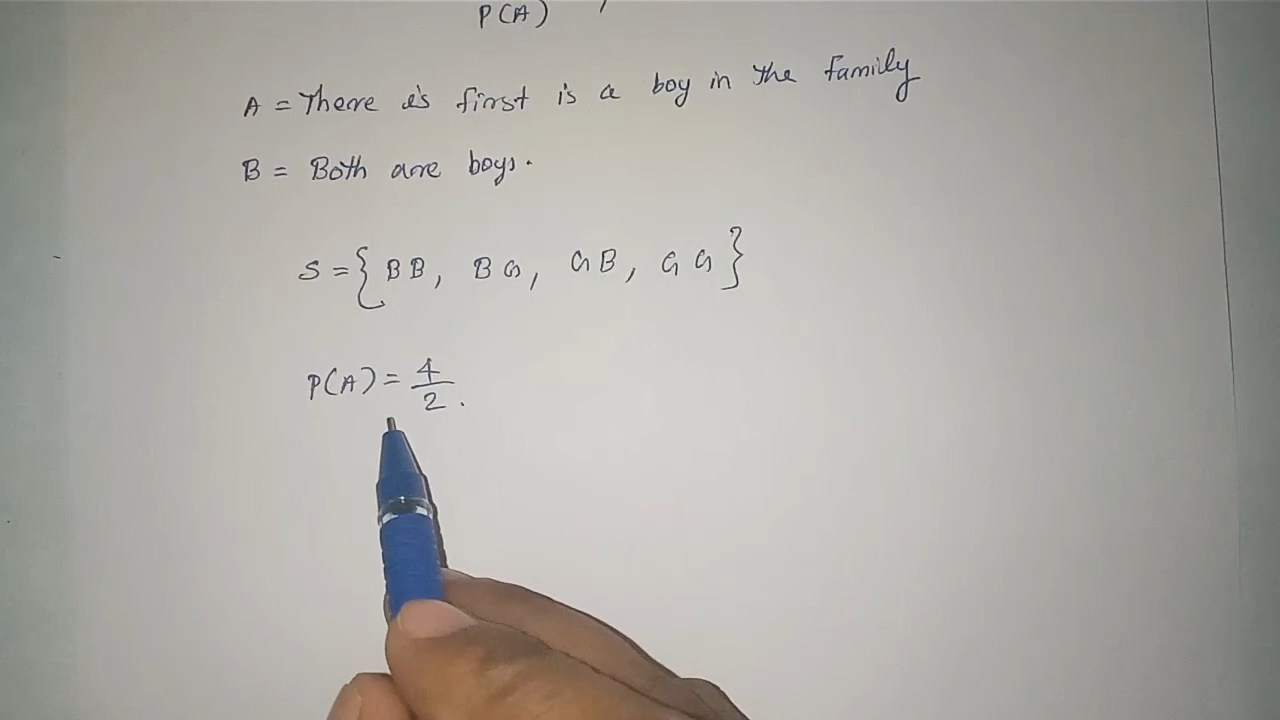 P(A) ,
A = There is first is a boy in the family
B = Both are boys.
S = { BB, BG, GB, GG }
P(A) = 4/2.